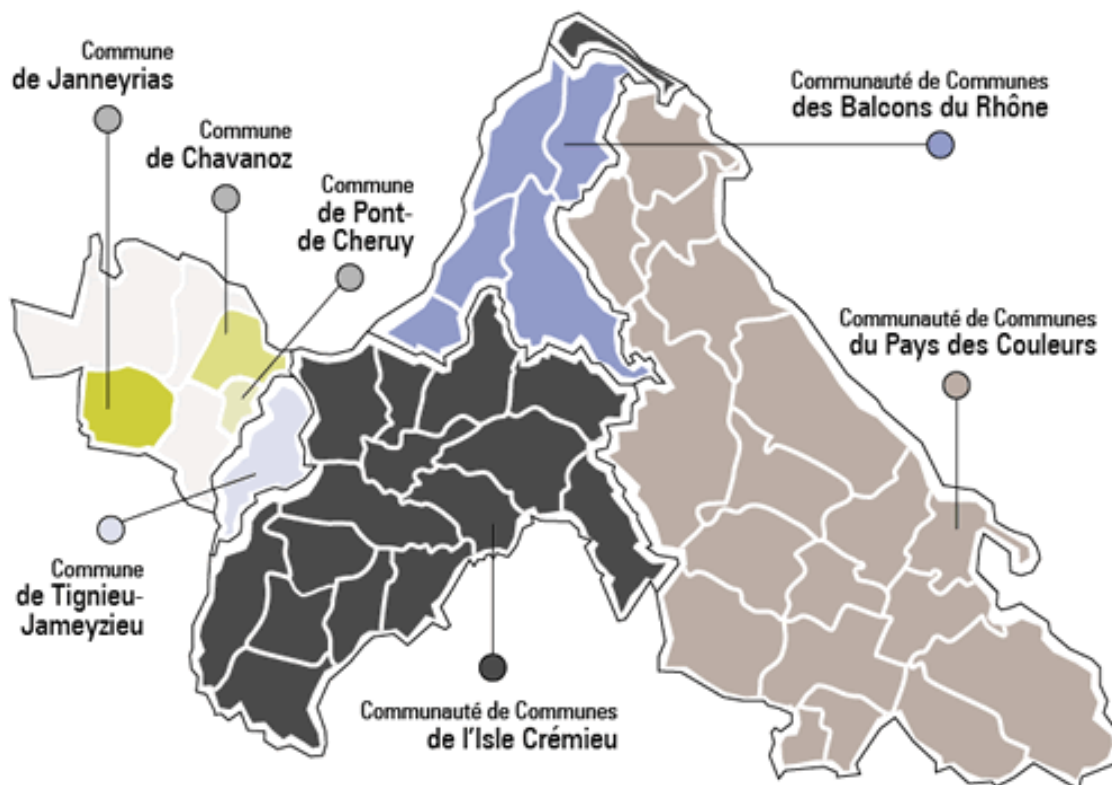 Commune
de Janneyrias
Commune
de Chavanoz
Commune
de Pont-
de Cheruy
Communauté de Communes
des Balcons du Rhône
Communauté de Communes
du Pays des Couleurs
Commune
de Tignieu-
Jameyzieu
Communauté de Communes
de l'Isle Crémieu